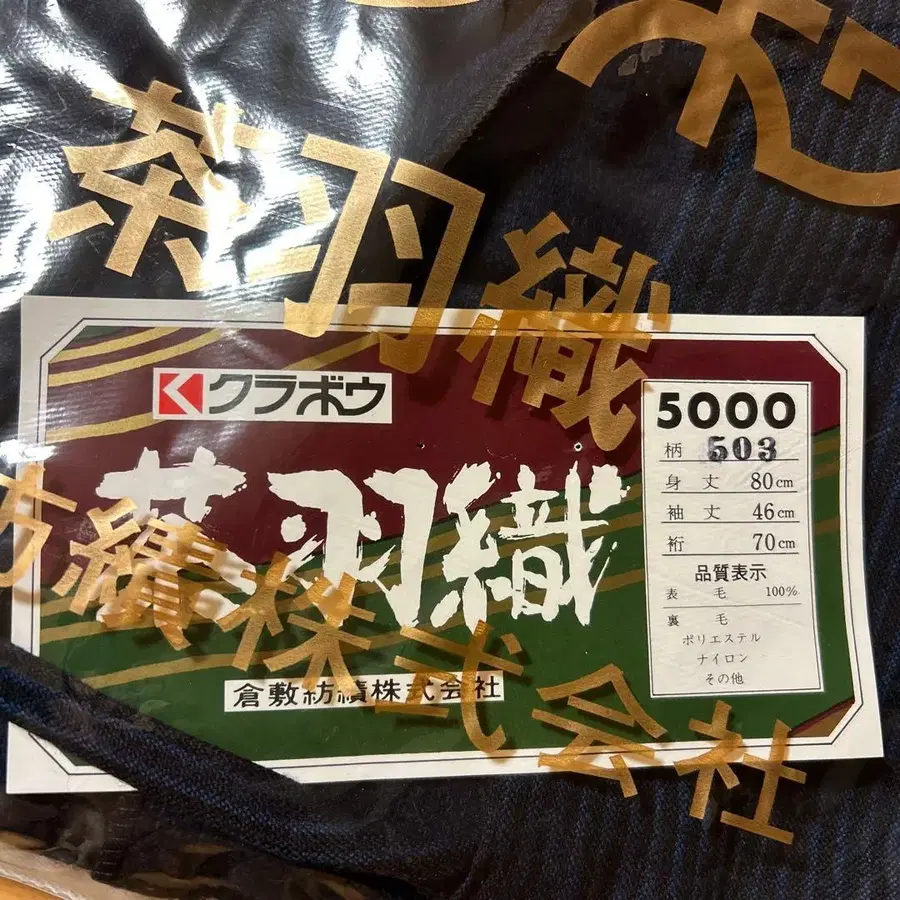 茶羽織
クラボウ
茶羽織
紡績株式会社
倉敷紡績株式会社
5000
柄 503
身丈 80cm
袖丈 46cm
裄 70cm
品質表示
表 毛 100%
裏 毛
ポリエステル
ナイロン
その他